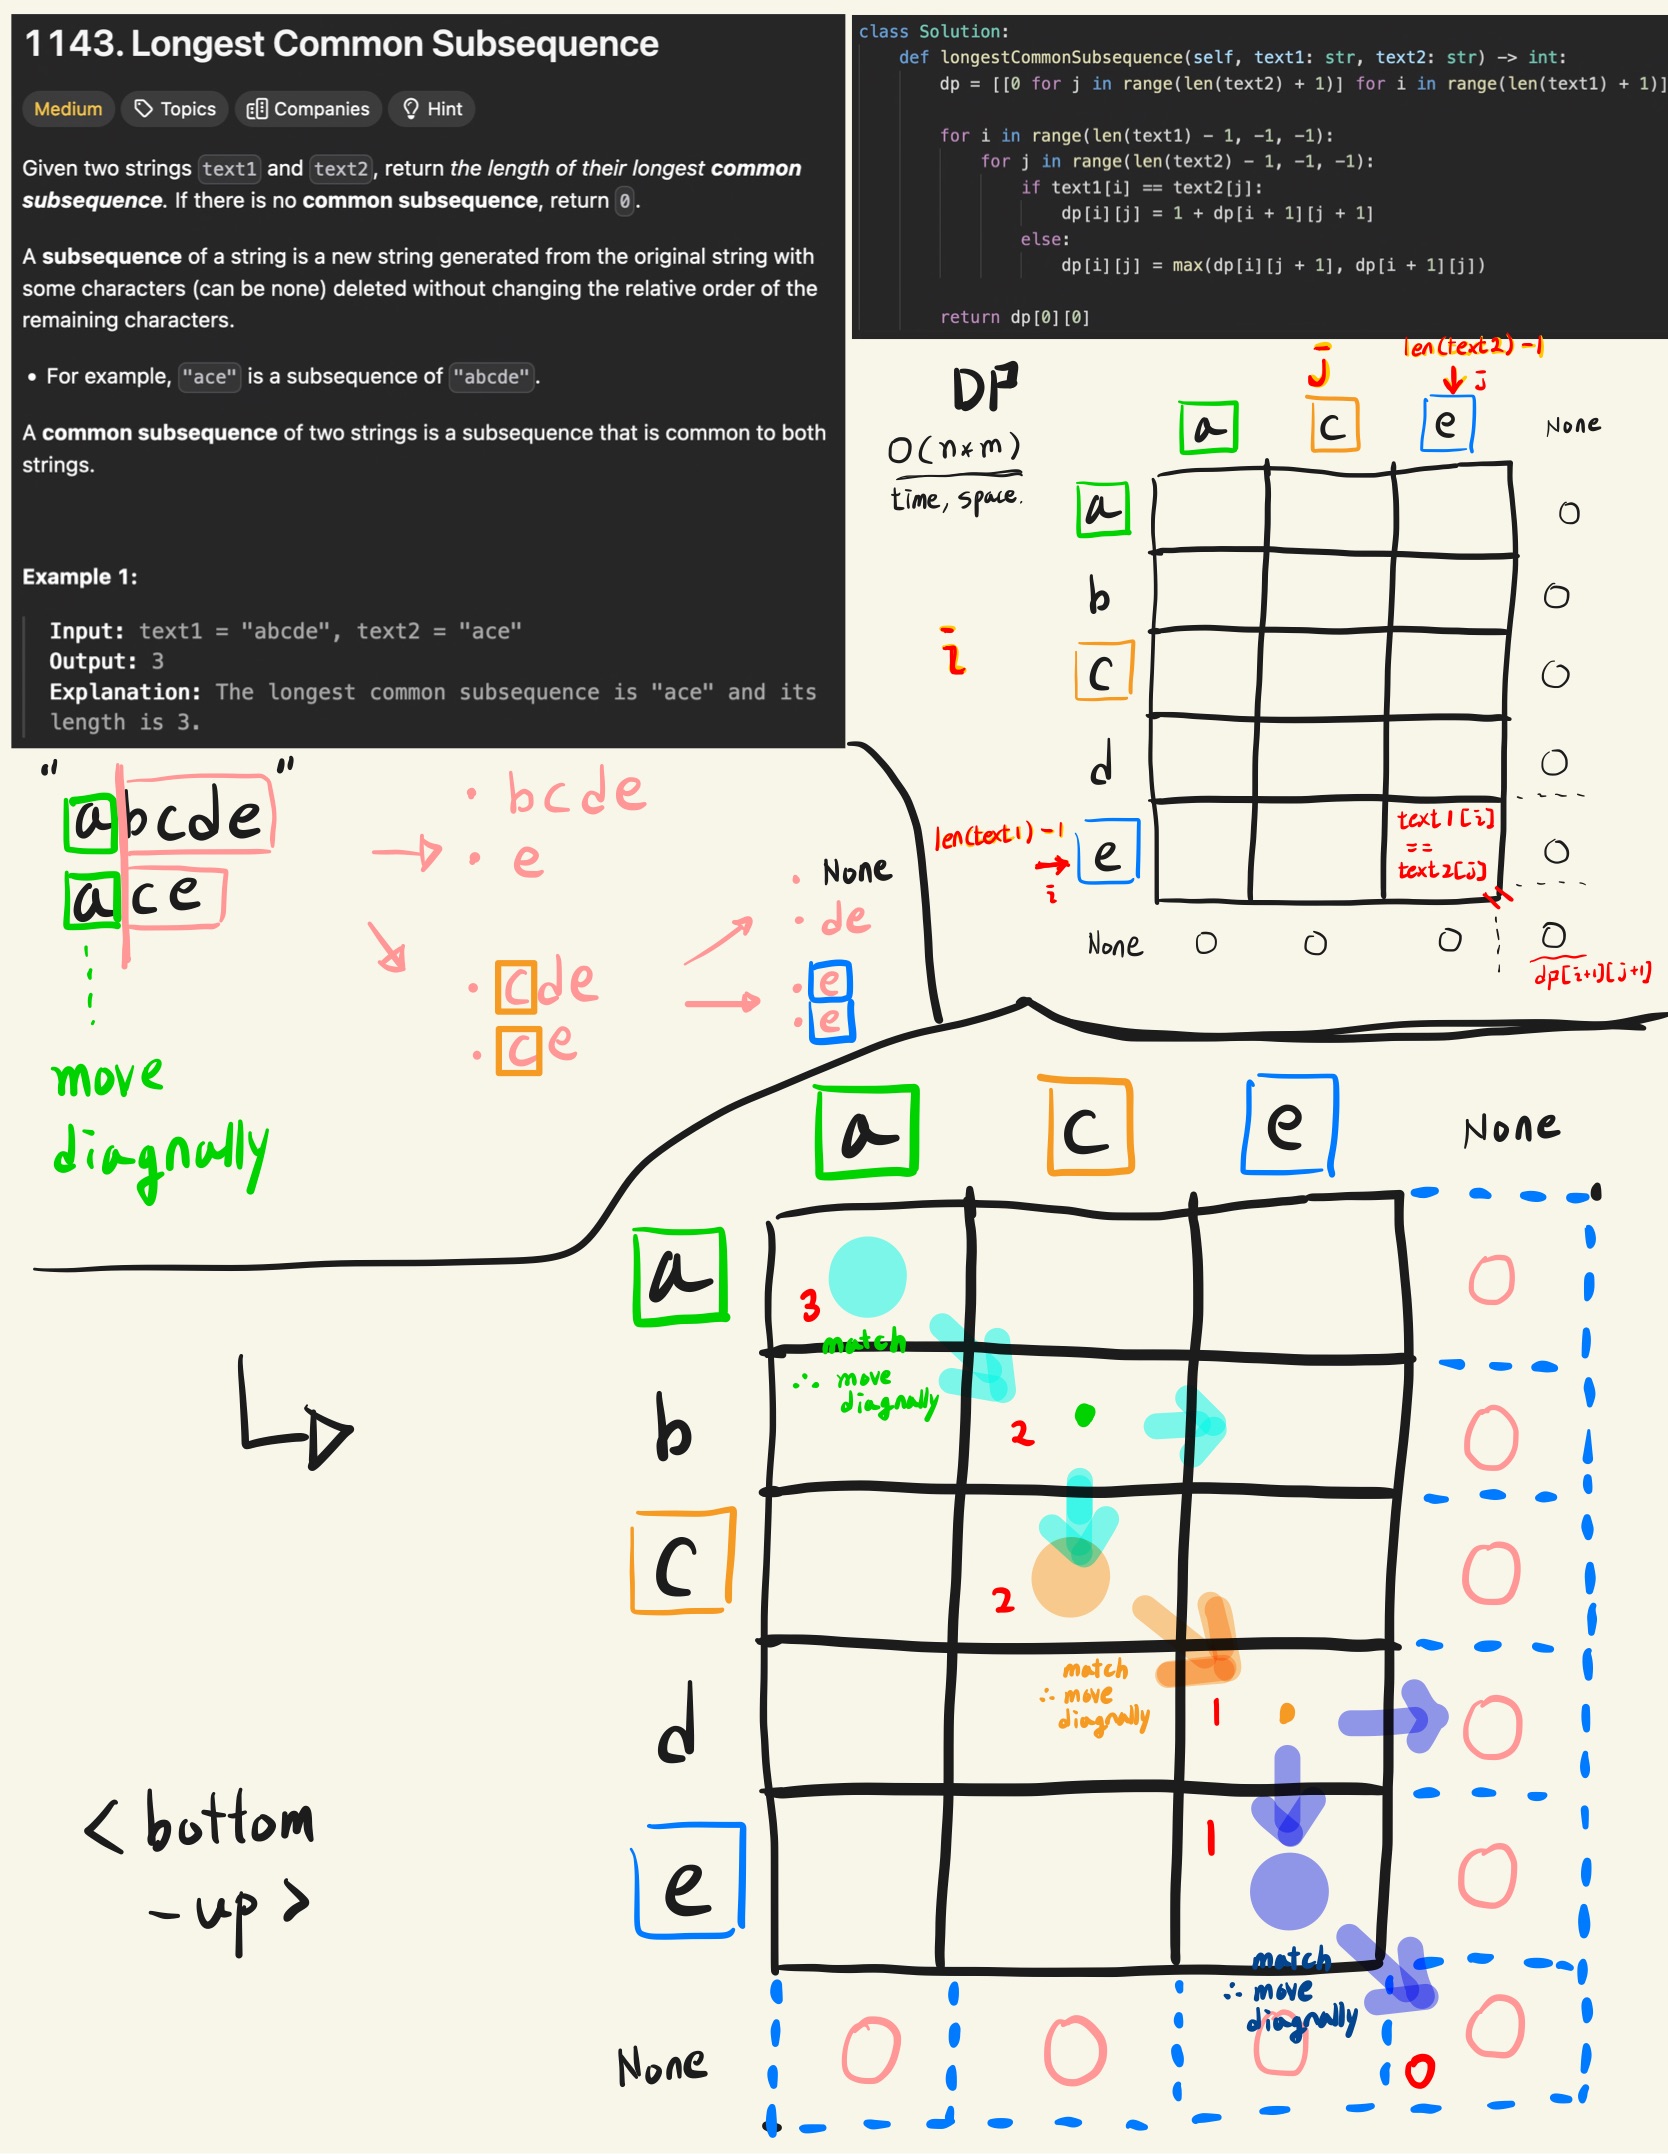 1143. Longest Common Subsequence
Medium Topics Companies Hint
Given two strings text1 and text2, return the length of their longest common
subsequence. If there is no common subsequence, return 0.
A subsequence of a string is a new string generated from the original string with
some characters (can be none) deleted without changing the relative order of the
remaining characters.
• For example, "ace" is a subsequence of "abcde".
A common subsequence of two strings is a subsequence that is common to both
strings.
Example 1:
Input: text1 = "abcde", text2 = "ace"
Output: 3
Explanation: The longest common subsequence is "ace" and its
length is 3.
class Solution:
def longestCommonSubsequence(self, text1: str, text2: str) -> int:
dp = [[0 for j in range(len(text2) + 1)] for i in range(len(text1) + 1)]
for i in range(len(text1) - 1, -1, -1):
for j in range(len(text2) - 1, -1, -1):
if text1[i] == text2[j]:
dp[i][j] = 1 + dp[i + 1][j + 1]
else:
dp[i][j] = max(dp[i][j + 1], dp[i + 1][j])
return dp[0][0]
DP
O(n*m)
time, space.
j
len(text2)-1
j
a c e None
a 0
b 0
i
c 0
d 0
len(text1)-1
i
e
text1[i]
==
text2[j]
0
None 0 0 0 0
dp[i+1][j+1]
" "
abcde
ace
move
diagnally
• bcde
• e
• cde
• ce
• None
• de
• e
• e
<bottom
-up>
a c e None
a
3
match
∴ move
diagnally
0
b
2
0
c
2
match
∴ move
diagnally
0
d
1
0
e
1
match
∴ move
diagnally
0
None 0 0 0 0 0